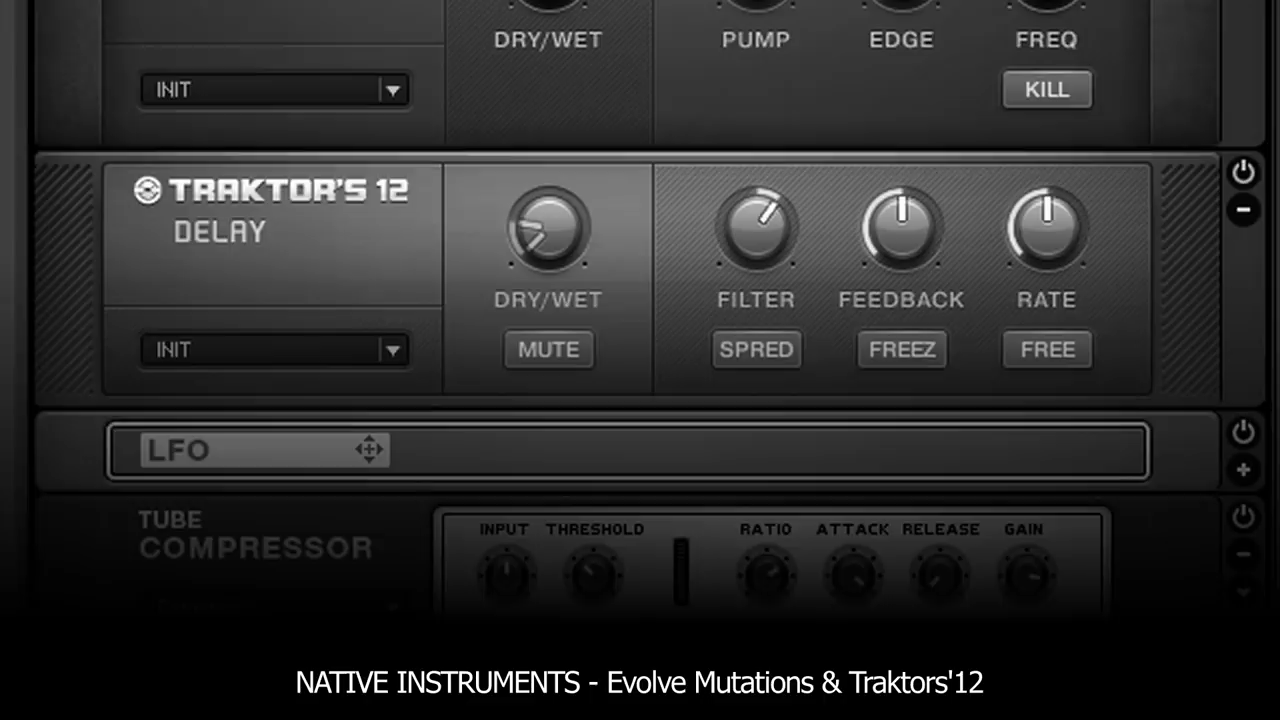 DRY/WET PUMP EDGE FREQ
INIT KILL
TRAKTOR'S 12
DELAY
DRY/WET FILTER FEEDBACK RATE
INIT MUTE SPRED FREEZ FREE
LFO
TUBE
COMPRESSOR
INPUT THRESHOLD RATIO ATTACK RELEASE GAIN
NATIVE INSTRUMENTS - Evolve Mutations & Traktors'12